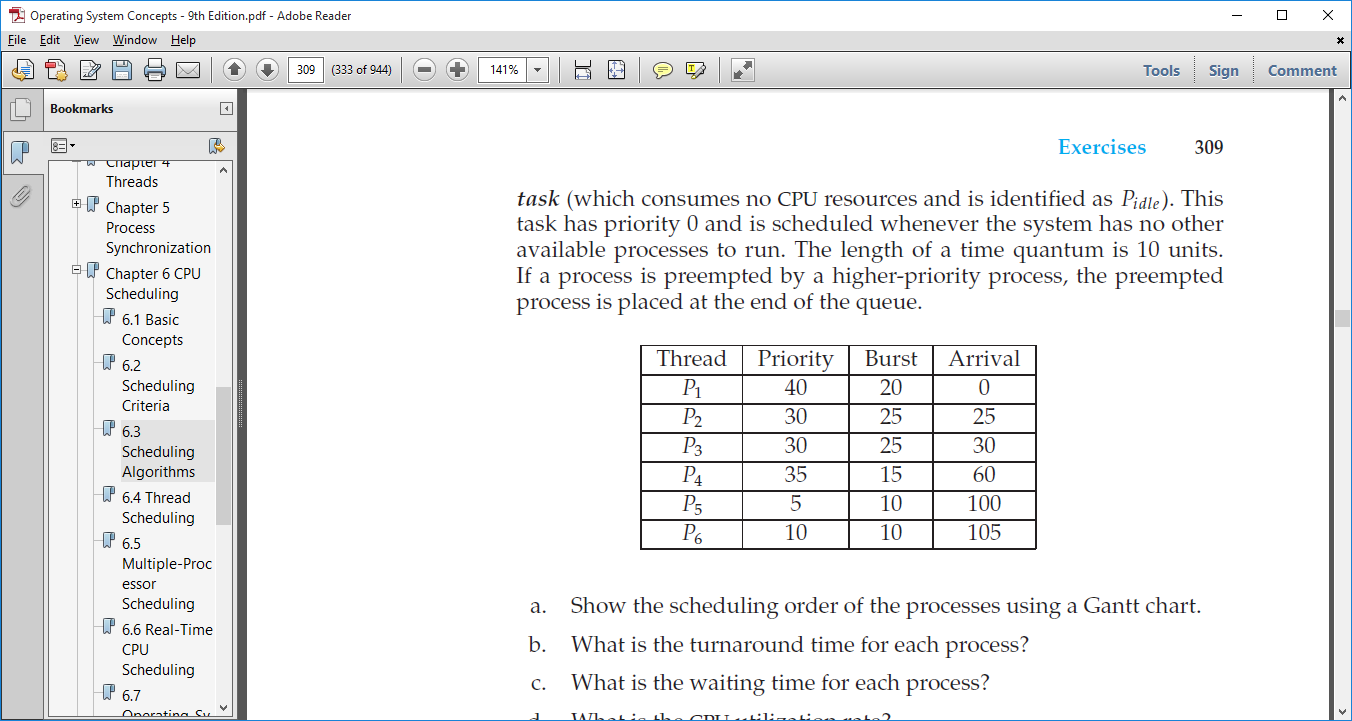 Operating System Concepts - 9th Edition.pdf - Adobe Reader
File Edit View Window Help
309 (333 of 944) 141% Tools Sign Comment
Bookmarks
Chapter 4
Threads
Chapter 5
Process
Synchronization
Chapter 6 CPU
Scheduling
6.1 Basic
Concepts
6.2
Scheduling
Criteria
6.3
Scheduling
Algorithms
6.4 Thread
Scheduling
6.5
Multiple-Proc
essor
Scheduling
6.6 Real-Time
CPU
Scheduling
6.7
Operating-Sy
Exercises 309
task (which consumes no CPU resources and is identified as Pidle). This
task has priority 0 and is scheduled whenever the system has no other
available processes to run. The length of a time quantum is 10 units.
If a process is preempted by a higher-priority process, the preempted
process is placed at the end of the queue.
Thread Priority Burst Arrival
P1 40 20 0
P2 30 25 25
P3 30 25 30
P4 35 15 60
P5 5 10 100
P6 10 10 105
a. Show the scheduling order of the processes using a Gantt chart.
b. What is the turnaround time for each process?
c. What is the waiting time for each process?
d. What is the CPU utilization rate?